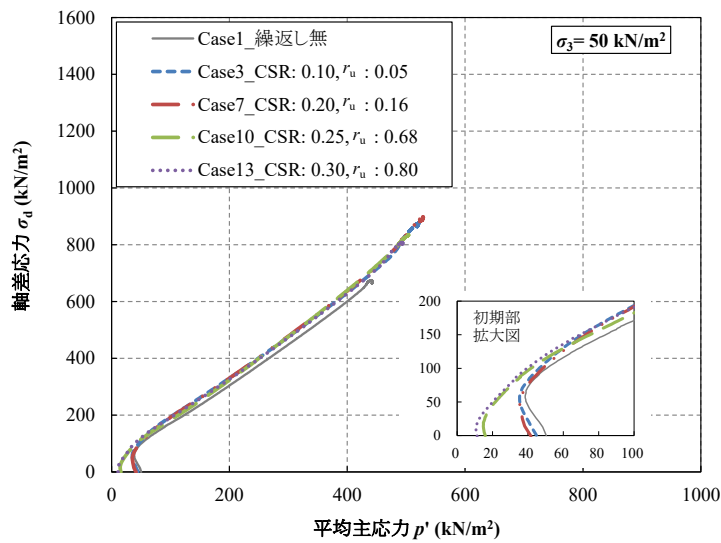 1600
1400
1200
1000
800
600
400
200
0
軸差応力 σd (kN/m²)
Case1_繰返し無
Case3_CSR: 0.10, ru : 0.05
Case7_CSR: 0.20, ru : 0.16
Case10_CSR: 0.25, ru : 0.68
Case13_CSR: 0.30, ru : 0.80
σ3= 50 kN/m²
200
150
100
50
0
初期部
拡大図
0 20 40 60 80 100
0 200 400 600 800 1000
平均主応力 p' (kN/m²)